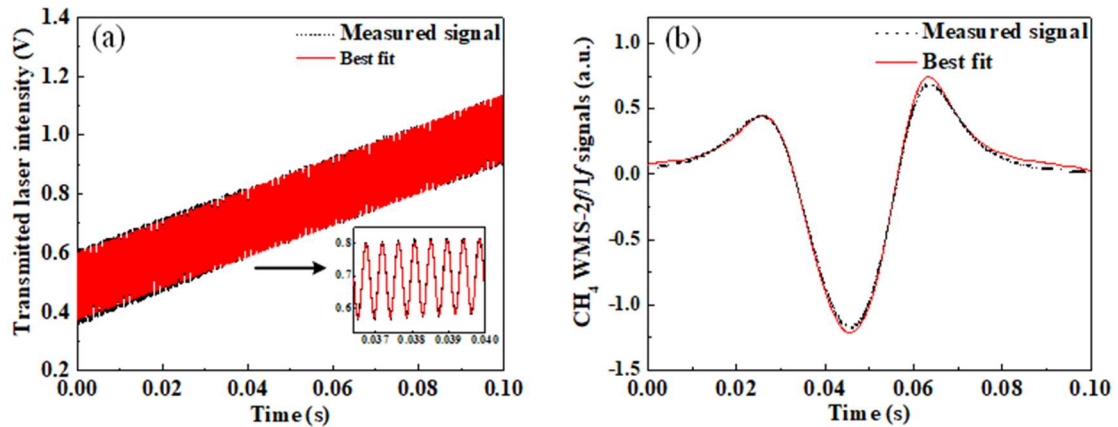 (a)
Measured signal
Best fit
Transmitted laser intensity (V)
1.4
1.2
1.0
0.8
0.6
0.4
0.2
0.8
0.7
0.6
0.037 0.038 0.039 0.040
0.00 0.02 0.04 0.06 0.08 0.10
Time (s)
(b)
Measured signal
Best fit
CH₄ WMS-2f/1f signals (a.u.)
1.0
0.5
0.0
-0.5
-1.0
-1.5
0.00 0.02 0.04 0.06 0.08 0.10
Time (s)